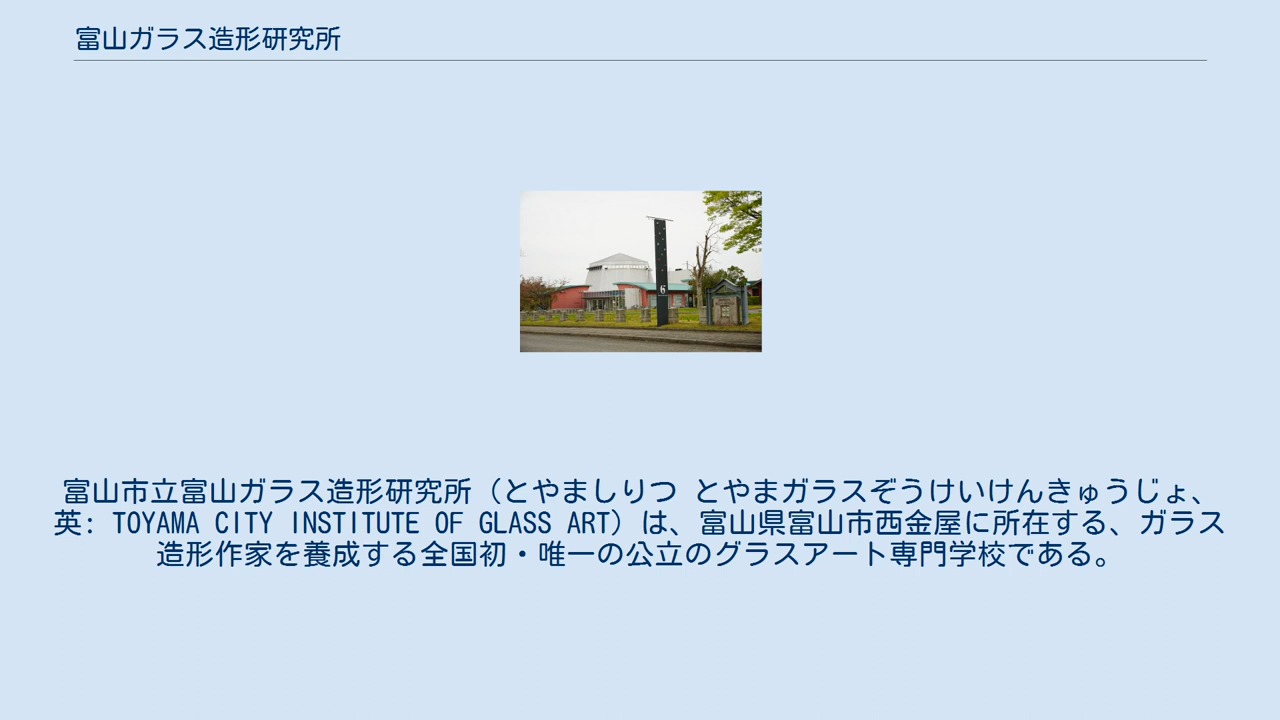 富山ガラス造形研究所
6
富山市立富山ガラス造形研究所（とやましりつ とやまガラスぞうけいけんきゅうじょ、
英: TOYAMA CITY INSTITUTE OF GLASS ART）は、富山県富山市西金屋に所在する、ガラス
造形作家を養成する全国初・唯一の公立のグラスアート専門学校である。